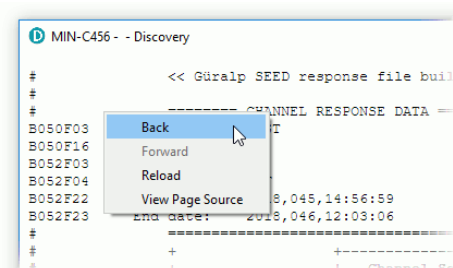 MIN-C456 - - Discovery
# << Güralp SEED response file buil
#
# ======== CHANNEL RESPONSE DATA ==
B050F03
B050F16
B052F03
B052F04
B052F22 8,045,14:56:59
B052F23 End date: 2018,046,12:03:06
# ==================================
# + +--------------
#
Back
Forward
Reload
View Page Source